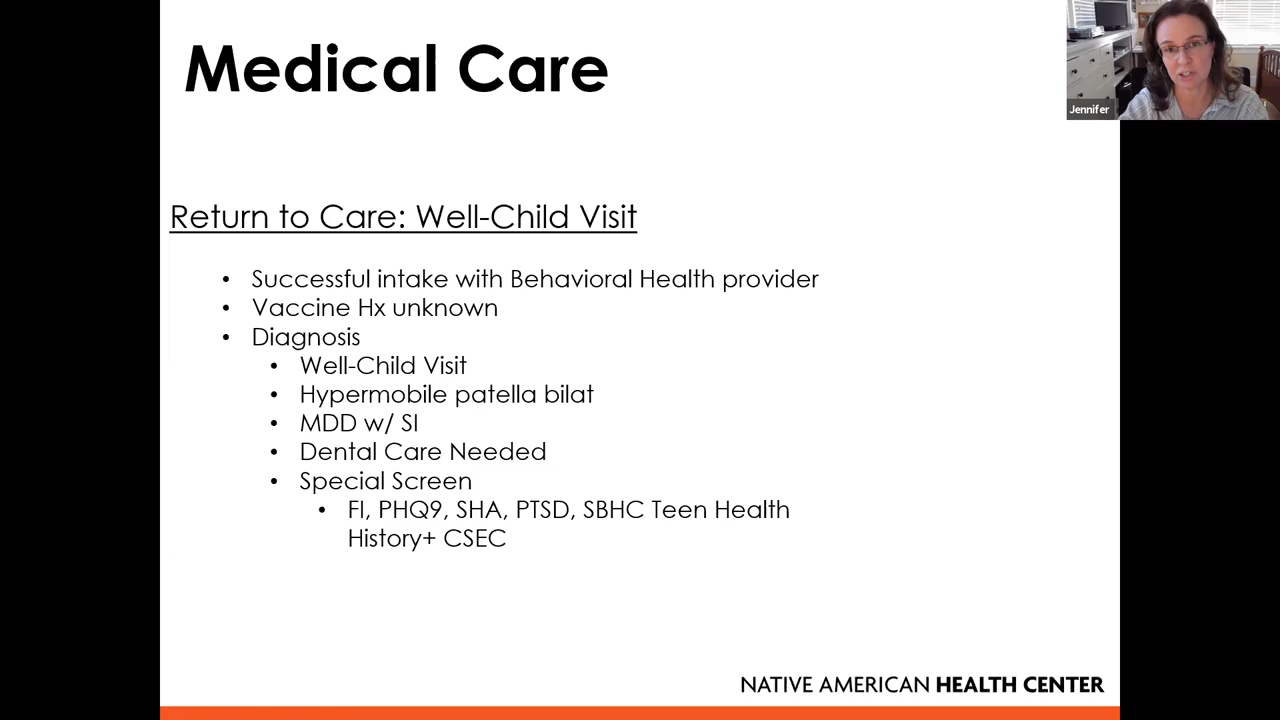 Medical Care
Jennifer
Return to Care: Well-Child Visit
• Successful intake with Behavioral Health provider
• Vaccine Hx unknown
• Diagnosis
• Well-Child Visit
• Hypermobile patella bilat
• MDD w/ SI
• Dental Care Needed
• Special Screen
• FI, PHQ9, SHA, PTSD, SBHC Teen Health
History+ CSEC
NATIVE AMERICAN HEALTH CENTER